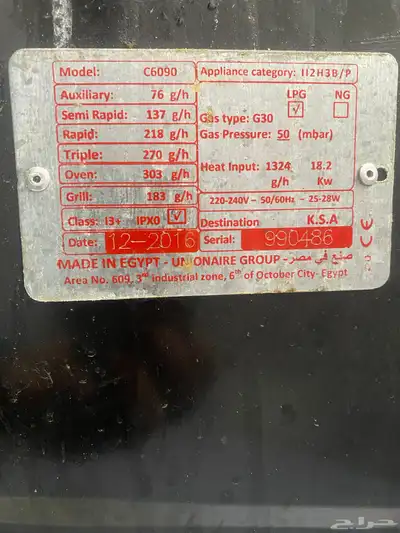 Model: C6090 Appliance category: II2H3B/P
Auxiliary: 76 g/h LPG NG
Semi Rapid: 137 g/h Gas type: G30
Rapid: 218 g/h Gas Pressure: 50 (mbar)
Triple: 270 g/h
Oven: 303 g/h Heat Input: 1324 g/h 18.2 Kw
Grill: 183 g/h 220-240V – 50/60Hz – 25-28W
Class: I3+ IPX0 Destination K.S.A
Date: 12-2016 Serial: 990486 CE
MADE IN EGYPT - UNIONAIRE GROUP - صنع في مصر
Area No. 609, 3rd industrial zone, 6th of October City- Egypt
حراج